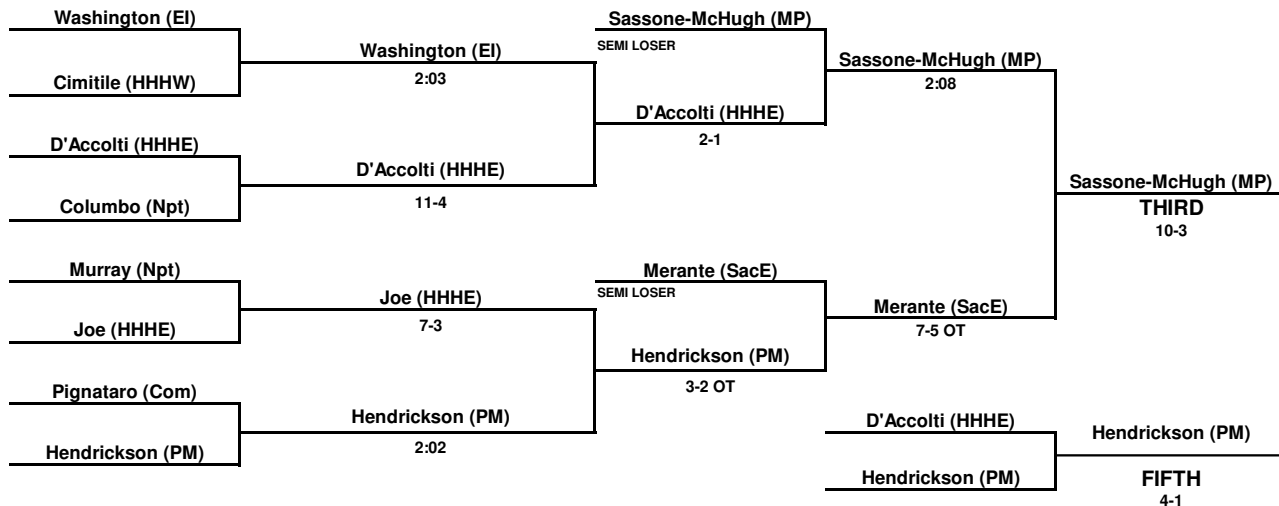 Washington (EI)
Cimitile (HHHW)
D'Accolti (HHHE)
Columbo (Npt)
Murray (Npt)
Joe (HHHE)
Pignataro (Com)
Hendrickson (PM)
Washington (EI)
2:03
D'Accolti (HHHE)
11-4
Joe (HHHE)
7-3
Hendrickson (PM)
2:02
Sassone-McHugh (MP)
SEMI LOSER
D'Accolti (HHHE)
2-1
Merante (SacE)
SEMI LOSER
Hendrickson (PM)
3-2 OT
Sassone-McHugh (MP)
2:08
Merante (SacE)
7-5 OT
Sassone-McHugh (MP)
THIRD
10-3
D'Accolti (HHHE)
Hendrickson (PM)
Hendrickson (PM)
FIFTH
4-1